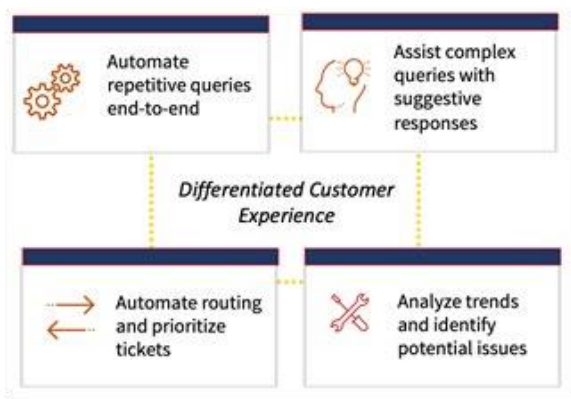 Automate
repetitive queries
end-to-end
Assist complex
queries with
suggestive
responses
Differentiated Customer
Experience
Automate routing
and prioritize
tickets
Analyze trends
and identify
potential issues